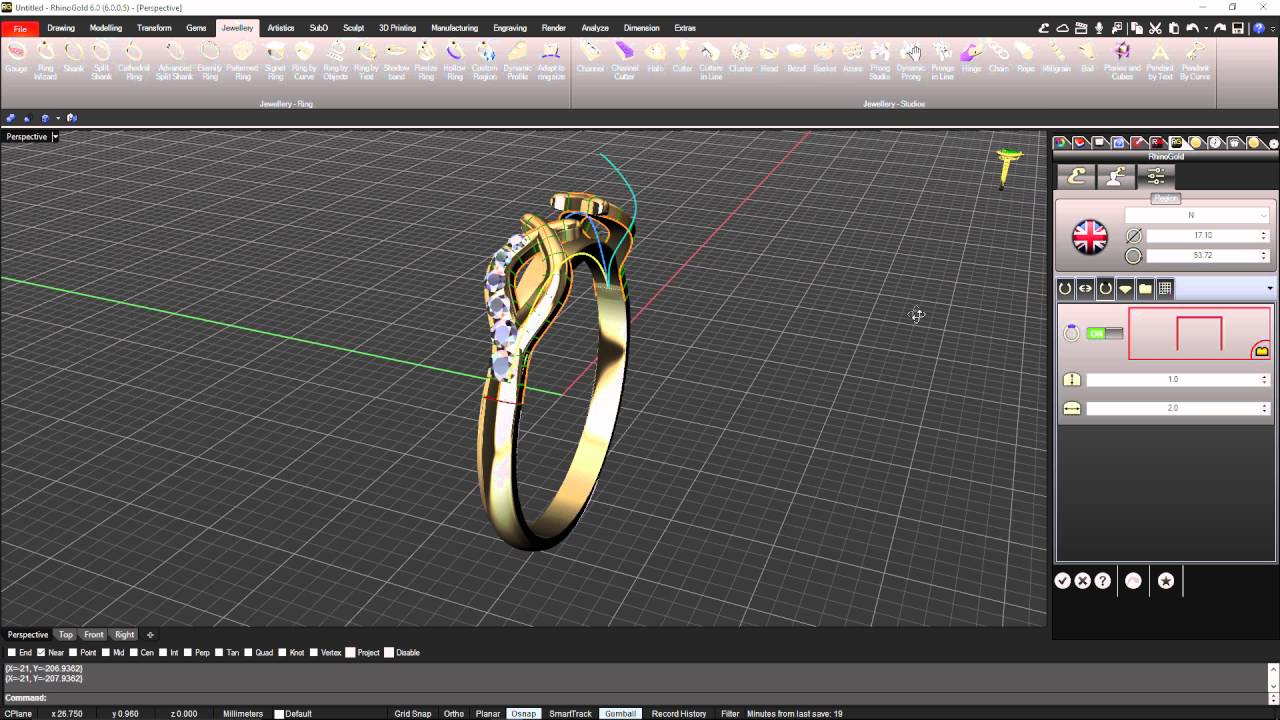 Untitled - RhinoGold 6.0 (6.0.0.5) - [Perspective]
File Drawing Modelling Transform Gems Jewellery Artistics SubD Sculpt 3D Printing Manufacturing Engraving Render Analyze Dimension Extras
Gauge Ring Wizard Shank Split Shank Cathedral Ring Advanced Split Shank Eternity Ring Patterned Ring Signet Ring Ring by Curve Ring by Objects Ring by Text Shadow band Resize Ring Hollow Ring Custom Region Dynamic Profile Adapt to ring size Channel Channel Cutter Halo Cutter Cutters in Line Cluster Head Bezel Basket Azure Prong Studio Dynamic Prong Prongs in Line Hinge Chain Rope Millgrain Bail Pendant by Text Pendant By Curve
Jewellery - Ring Jewellery - Studios
Perspective
RhinoGold
Region
N
17.10
53.72
ON
1.0
2.0
Perspective Top Front Right
End Near Point Mid Cen Int Perp Tan Quad Knot Vertex Project Disable
{X=-21, Y=-206.9362}
{X=-21, Y=-207.9362}
Command:
CPlane x 26.750 y 0.960 z 0.000 Millimeters Default Grid Snap Ortho Planar Osnap SmartTrack Gumball Record History Filter Minutes from last save: 19